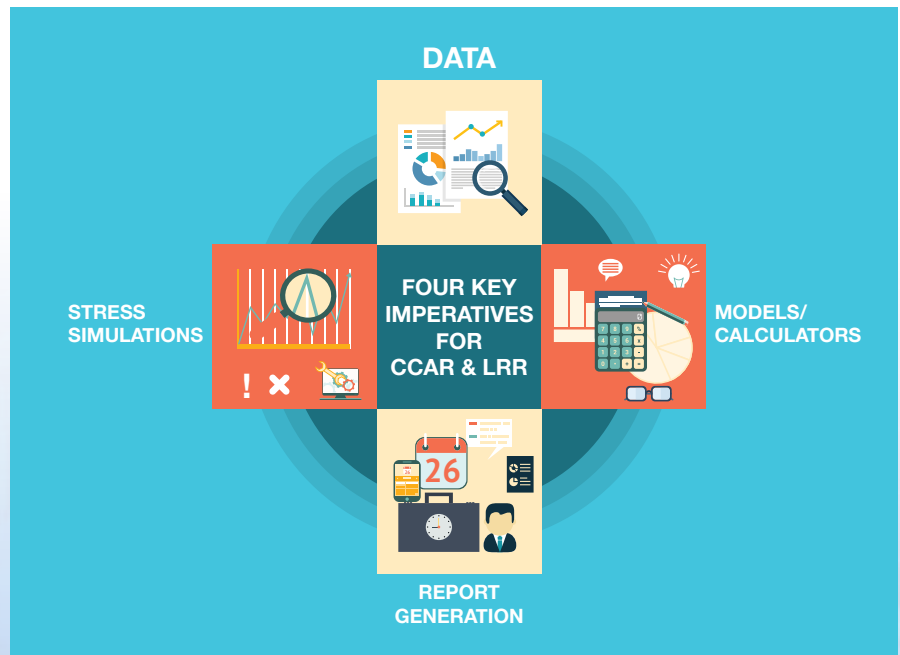 DATA
STRESS
SIMULATIONS
FOUR KEY
IMPERATIVES
FOR
CCAR & LRR
MODELS/
CALCULATORS
26
REPORT
GENERATION